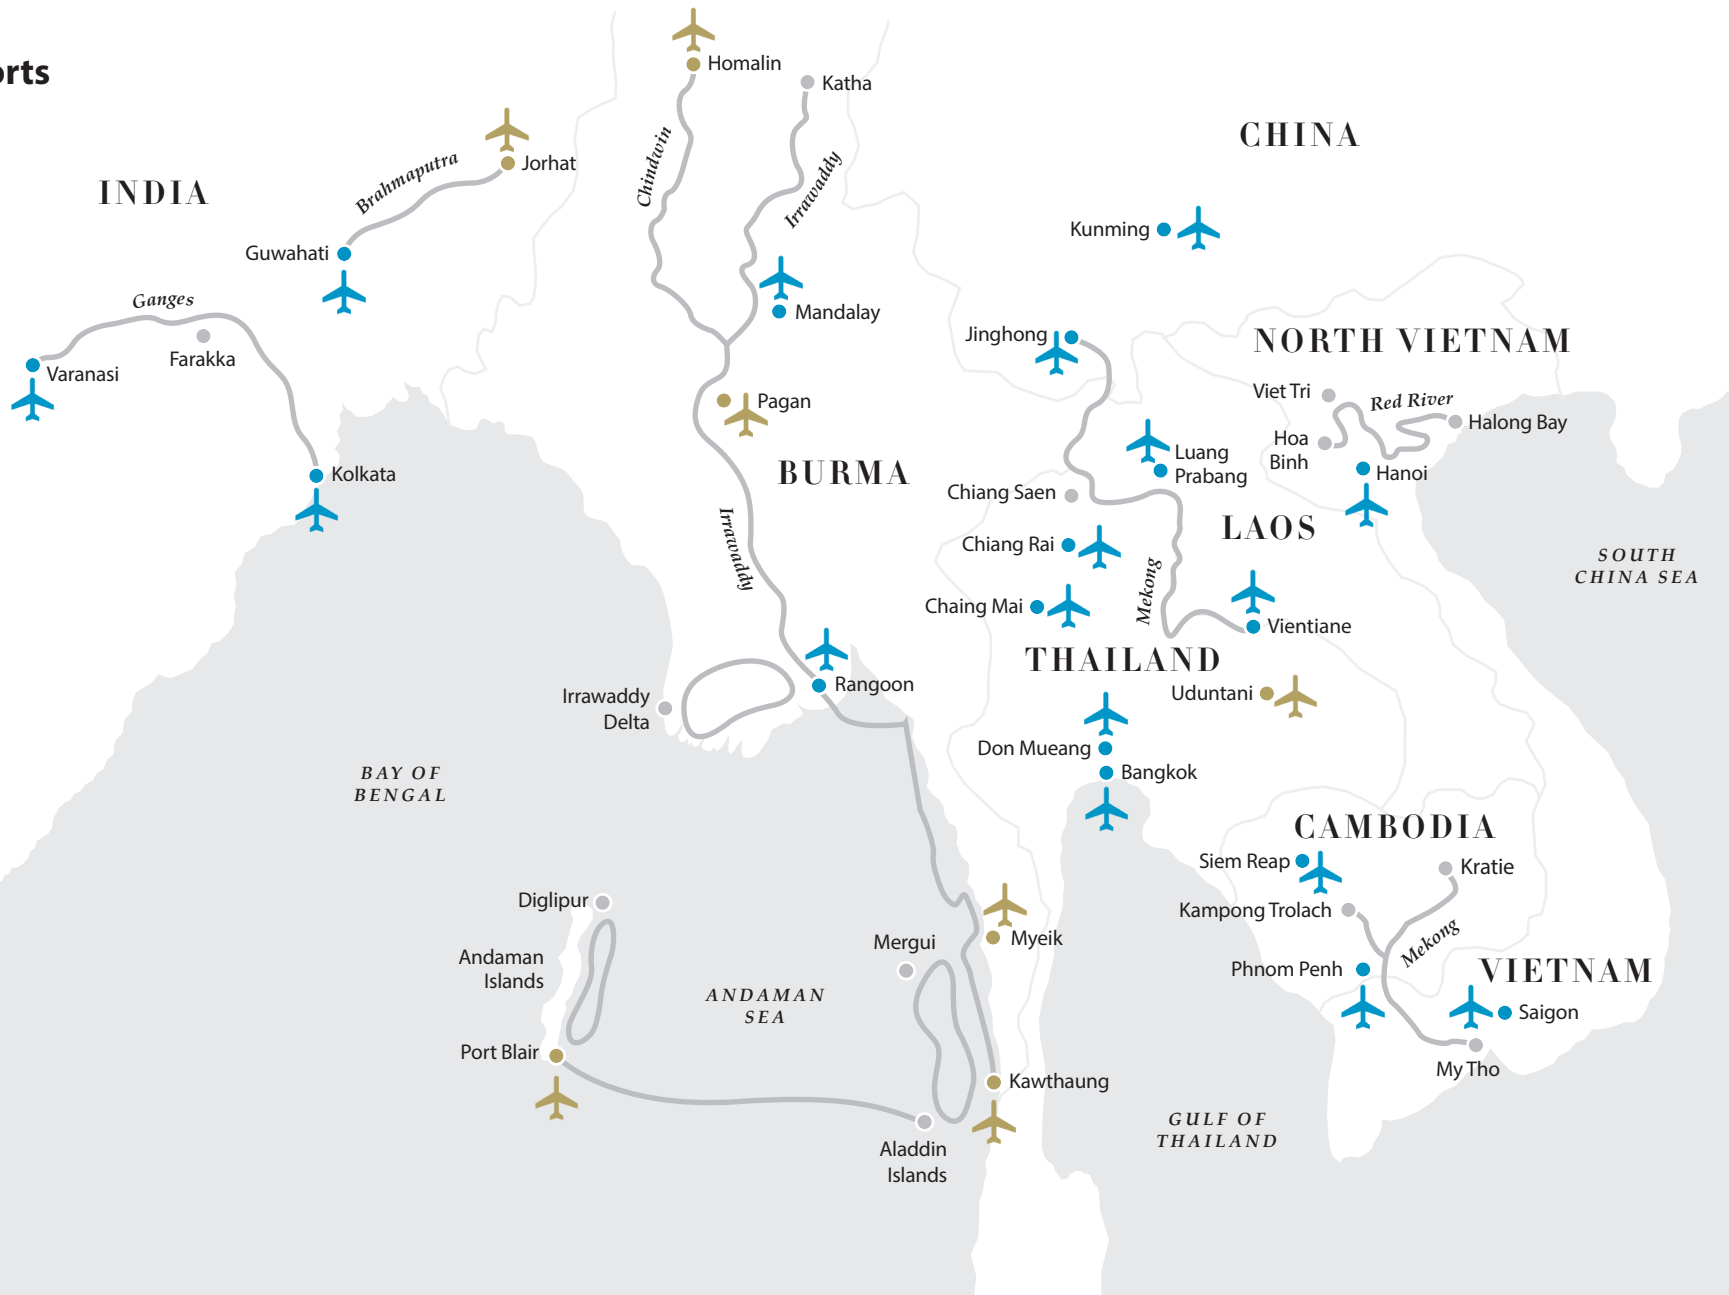 orts
Homalin
Katha
CHINA
Chindwin
Irrawaddy
Brahmaputra
Jorhat
INDIA
Kunming
Guwahati
Ganges
Mandalay
Farakka
Varanasi
Jinghong
NORTH VIETNAM
Viet Tri
Red River
Halong Bay
Hoa
Binh
Hanoi
Pagan
BURMA
Luang
Prabang
Kolkata
Chiang Saen
Irrawaddy
LAOS
Chiang Rai
SOUTH
CHINA SEA
Mekong
Chaing Mai
Vientiane
THAILAND
Rangoon
Uduntani
Irrawaddy
Delta
Don Mueang
Bangkok
BAY OF
BENGAL
CAMBODIA
Siem Reap
Kratie
Diglipur
Kampong Trolach
Mergui
Myeik
Mekong
Andaman
Islands
Phnom Penh
VIETNAM
ANDAMAN
SEA
Saigon
Port Blair
My Tho
Kawthaung
GULF OF
THAILAND
Aladdin
Islands